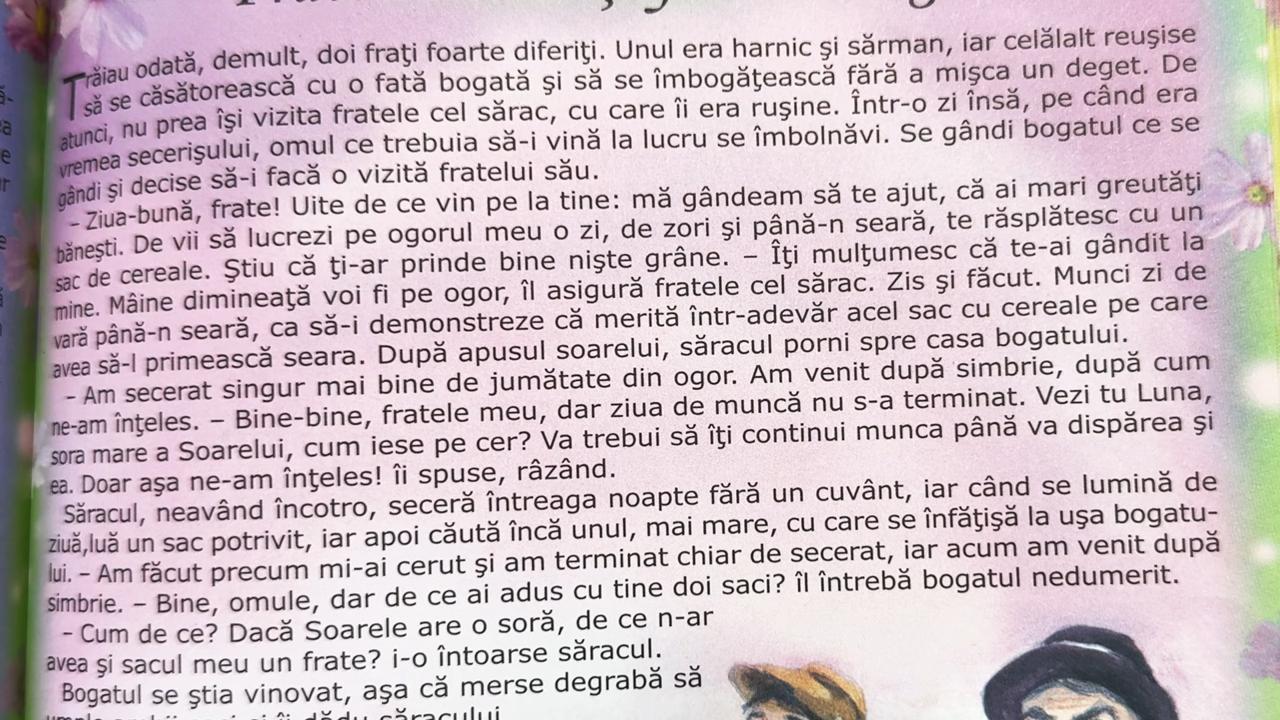 Trăiau odată, demult, doi fraţi foarte diferiţi. Unul era harnic şi sărman, iar celălalt reuşise
să se căsătorească cu o fată bogată şi să se îmbogăţească fără a mişca un deget. De
atunci, nu prea îşi vizita fratele cel sărac, cu care îi era ruşine. Într-o zi însă, pe când era
vremea secerişului, omul ce trebuia să-i vină la lucru se îmbolnăvi. Se gândi bogatul ce se
gândi şi decise să-i facă o vizită fratelui său.
– Ziua-bună, frate! Uite de ce vin pe la tine: mă gândeam să te ajut, că ai mari greutăţi
băneşti. De vii să lucrezi pe ogorul meu o zi, de zori şi până-n seară, te răsplătesc cu un
sac de cereale. Ştiu că ţi-ar prinde bine nişte grâne. – Îţi mulţumesc că te-ai gândit la
mine. Mâine dimineaţă voi fi pe ogor, îl asigură fratele cel sărac. Zis şi făcut. Munci zi de
vară până-n seară, ca să-i demonstreze că merită într-adevăr acel sac cu cereale pe care
avea să-l primească seara. După apusul soarelui, săracul porni spre casa bogatului.
– Am secerat singur mai bine de jumătate din ogor. Am venit după simbrie, după cum
ne-am înţeles. – Bine-bine, fratele meu, dar ziua de muncă nu s-a terminat. Vezi tu Luna,
sora mare a Soarelui, cum iese pe cer? Va trebui să îţi continui munca până va dispărea şi
ea. Doar aşa ne-am înţeles! îi spuse, râzând.
Săracul, neavând încotro, seceră întreaga noapte fără un cuvânt, iar când se lumină de
ziuă,luă un sac potrivit, iar apoi căută încă unul, mai mare, cu care se înfăţişă la uşa bogatu-
lui. – Am făcut precum mi-ai cerut şi am terminat chiar de secerat, iar acum am venit după
simbrie. – Bine, omule, dar de ce ai adus cu tine doi saci? îl întrebă bogatul nedumerit.
– Cum de ce? Dacă Soarele are o soră, de ce n-ar
avea şi sacul meu un frate? i-o întoarse săracul.
Bogatul se ştia vinovat, aşa că merse degrabă să
săracului